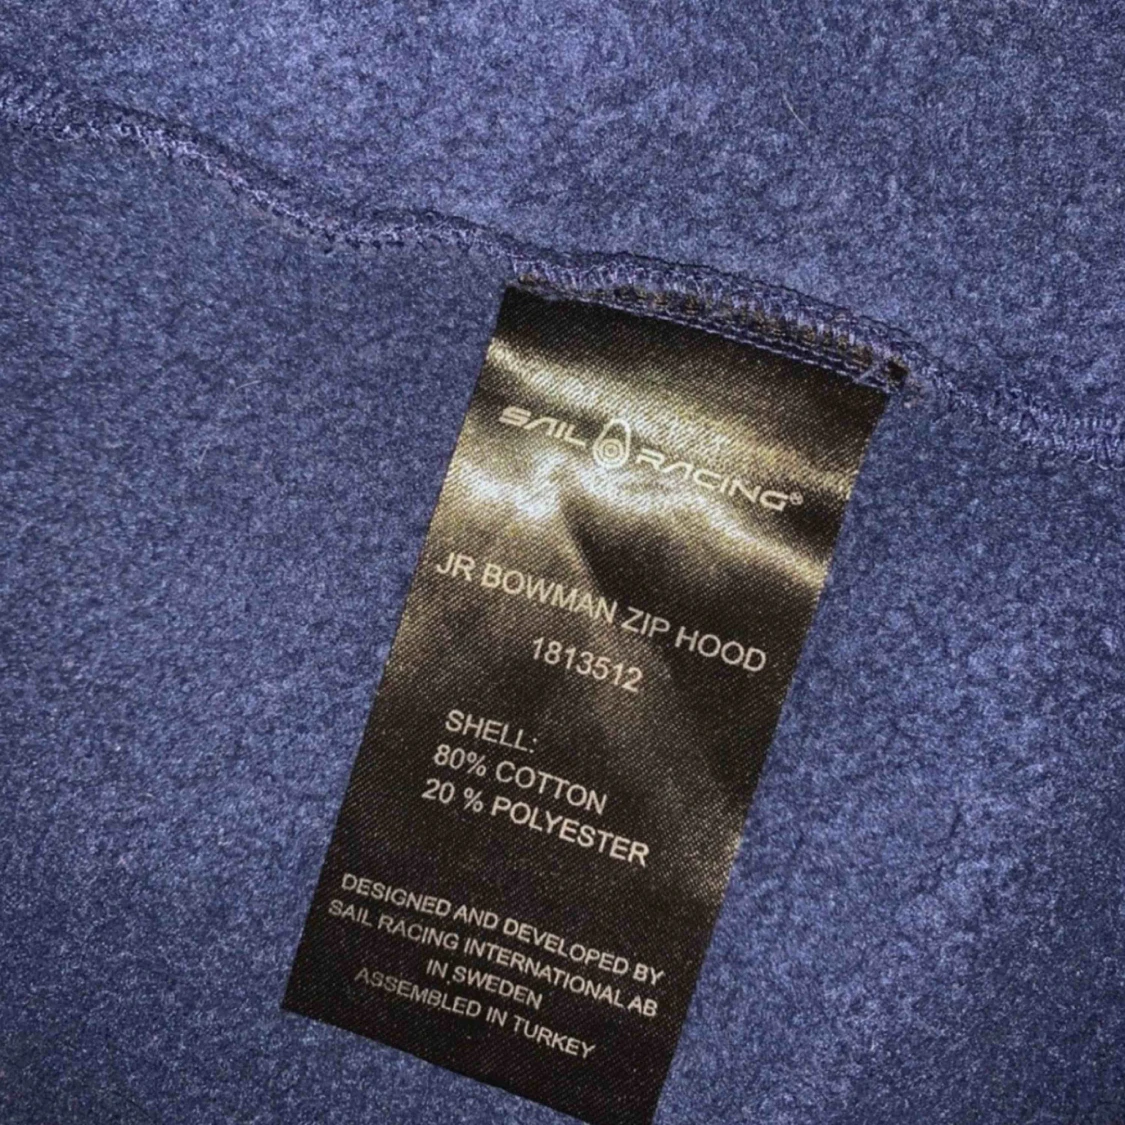 SAIL RACING®
JR BOWMAN ZIP HOOD
1813512
SHELL:
80% COTTON
20 % POLYESTER
DESIGNED AND DEVELOPED BY
SAIL RACING INTERNATIONAL AB
IN SWEDEN
ASSEMBLED IN TURKEY